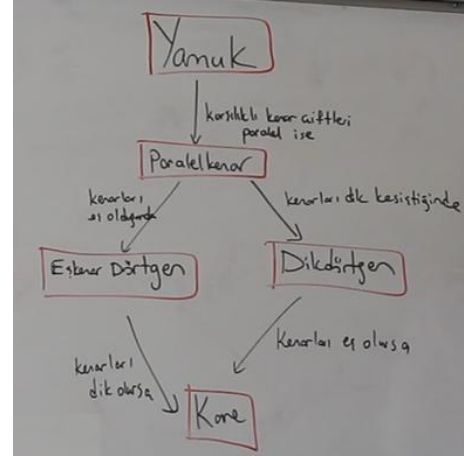 Yamuk
karşılıklı kenar çiftleri
paralel ise
Paralelkenar
kenarları
eş olduğunda
kenarları dik kesiştiğinde
Eşkenar Dörtgen
Dikdörtgen
kenarları
dik olursa
Kenarları eş olursa
Kare